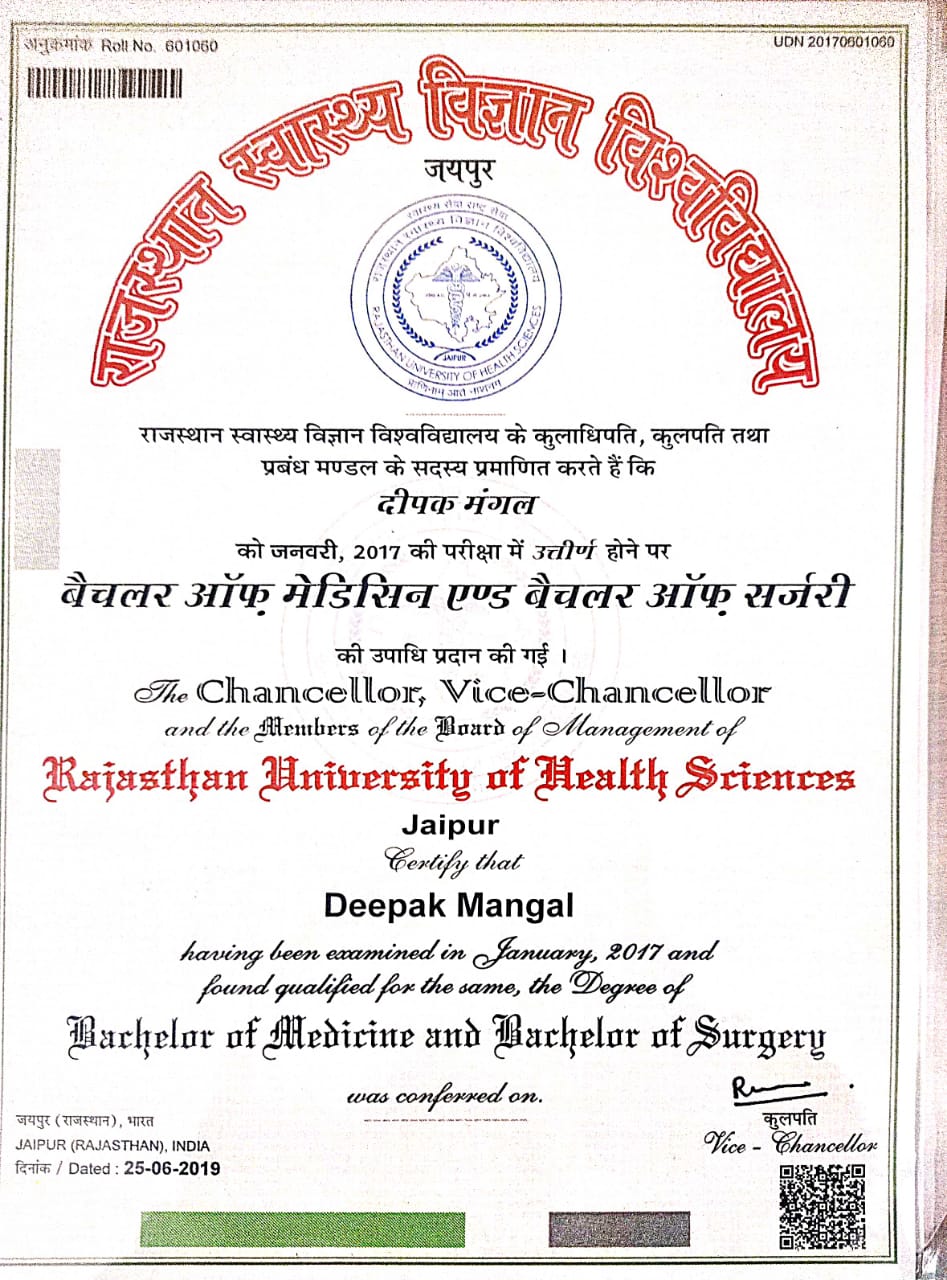 अनुक्रमांक Roll No. 601060
UDN 20170601060
राजस्थान स्वास्थ्य विज्ञान विश्वविद्यालय
जयपुर
स्वास्थ्य सेवा राष्ट्र सेवा
राजस्थान स्वास्थ्य विज्ञान विश्वविद्यालय
JAIPUR
RAJASTHAN UNIVERSITY OF HEALTH SCIENCES
राजस्थान स्वास्थ्य विज्ञान विश्वविद्यालय के कुलाधिपति, कुलपति तथा
प्रबंध मण्डल के सदस्य प्रमाणित करते हैं कि
दीपक मंगल
को जनवरी, 2017 की परीक्षा में उत्तीर्ण होने पर
बैचलर ऑफ़ मेडिसिन एण्ड बैचलर ऑफ़ सर्जरी
की उपाधि प्रदान की गई ।
The Chancellor, Vice-Chancellor
and the Members of the Board of Management of
Rajasthan University of Health Sciences
Jaipur
Certify that
Deepak Mangal
having been examined in January, 2017 and
found qualified for the same, the Degree of
Bachelor of Medicine and Bachelor of Surgery
was conferred on.
कुलपति
Vice - Chancellor
जयपुर (राजस्थान), भारत
JAIPUR (RAJASTHAN), INDIA
दिनांक / Dated : 25-06-2019